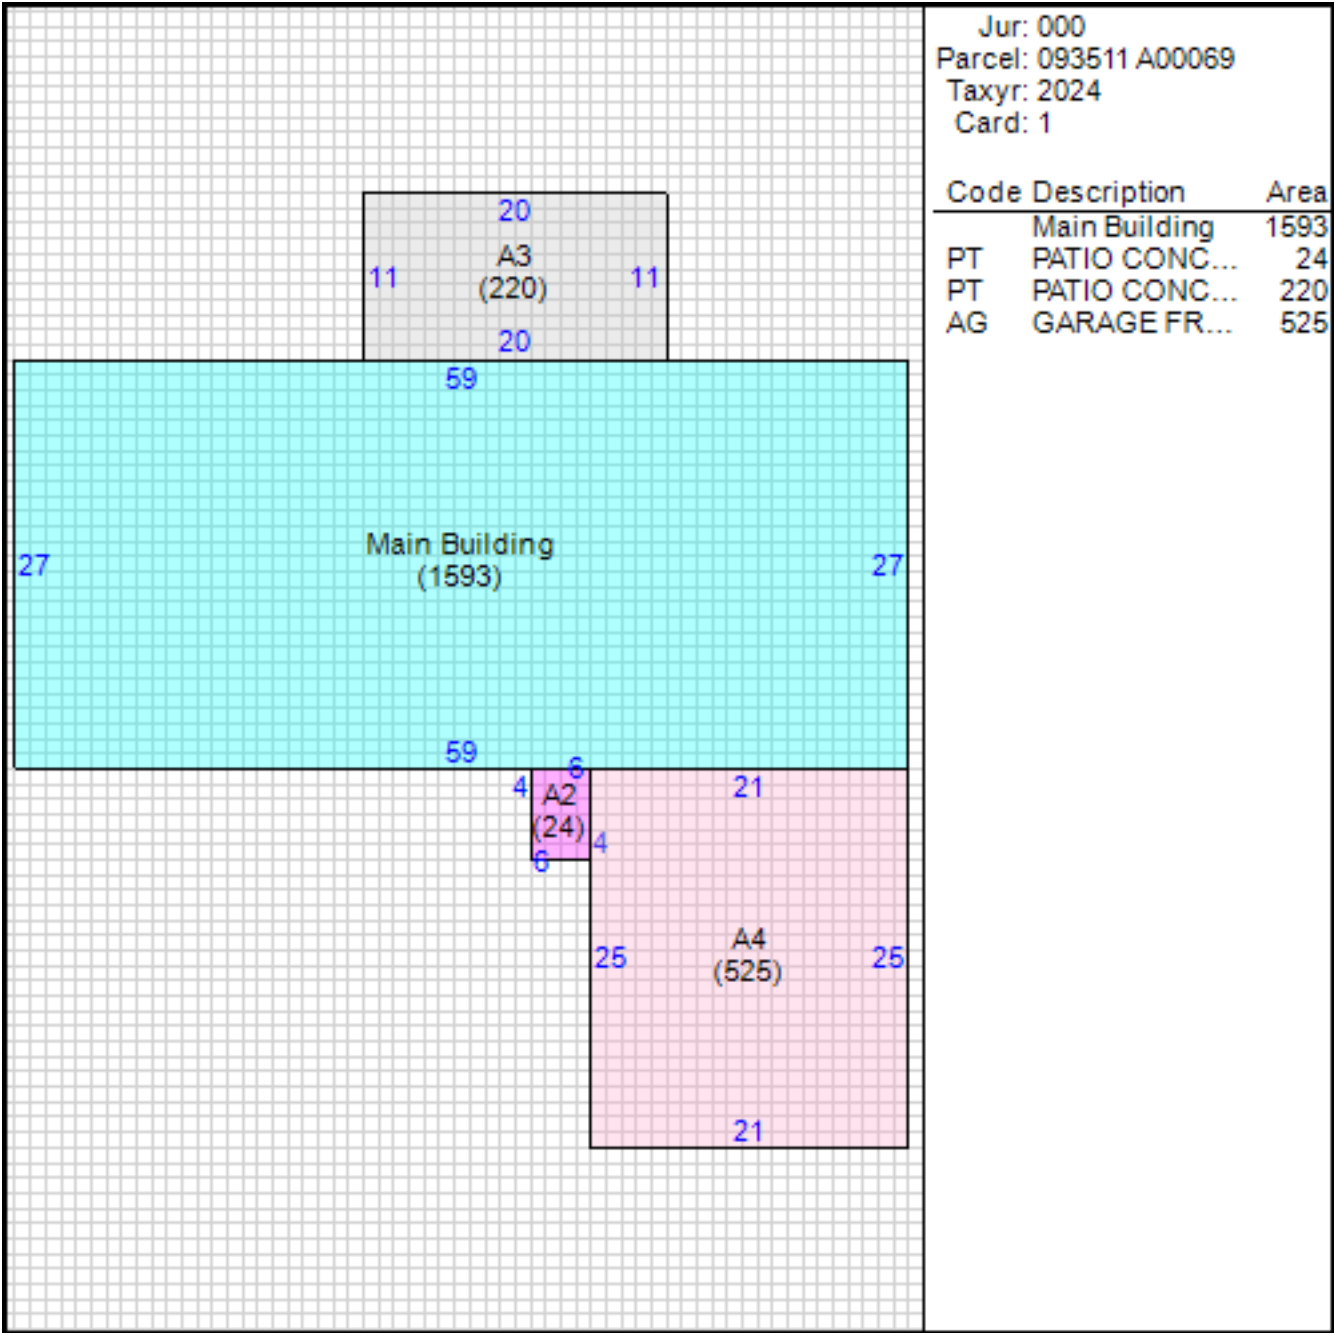 Jur: 000
Parcel: 093511 A00069
Taxyr: 2024
Card: 1
Code Description Area
Main Building 1593
PT PATIO CONC... 24
PT PATIO CONC... 220
AG GARAGE FR... 525
20
A3
11 11
(220)
20
59
Main Building
27 27
(1593)
59
6
4 21
A2
(24)
4
6
A4
25 25
(525)
21